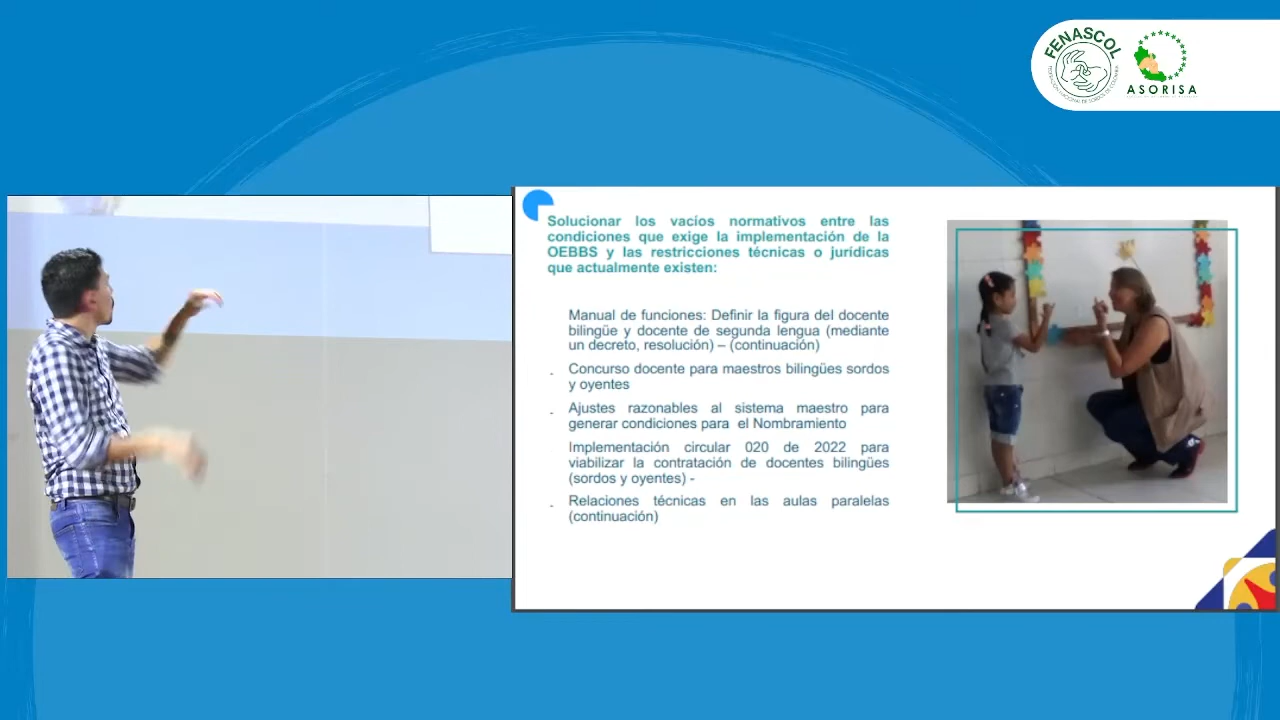 FENASCOL
ASORISA
Solucionar los vacíos normativos entre las
condiciones que exige la implementación de la
OEBBS y las restricciones técnicas o jurídicas
que actualmente existen:
Manual de funciones: Definir la figura del docente
bilingüe y docente de segunda lengua (mediante
un decreto, resolución) – (continuación)
. Concurso docente para maestros bilingües sordos
y oyentes
. Ajustes razonables al sistema maestro para
generar condiciones para el Nombramiento
Implementación circular 020 de 2022 para
viabilizar la contratación de docentes bilingües
(sordos y oyentes) -
. Relaciones técnicas en las aulas paralelas
(continuación)